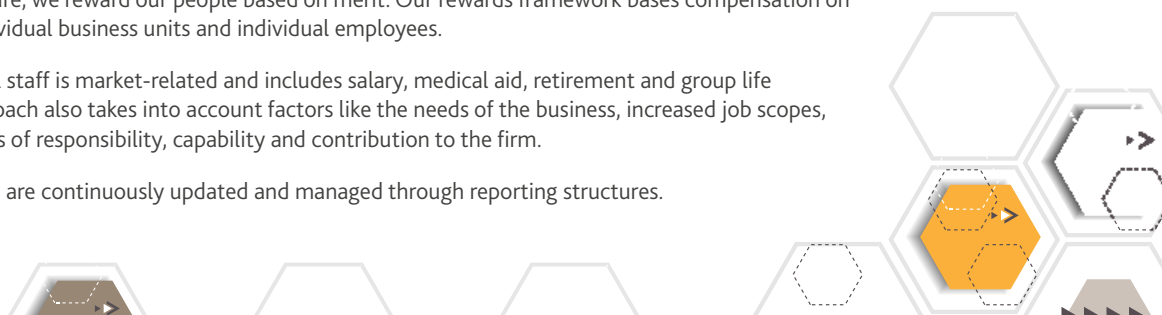 we reward our people based on merit. Our rewards framework bases compensation on
business units and individual employees.
staff is market-related and includes salary, medical aid, retirement and group life
also takes into account factors like the needs of the business, increased job scopes,
of responsibility, capability and contribution to the firm.
are continuously updated and managed through reporting structures.